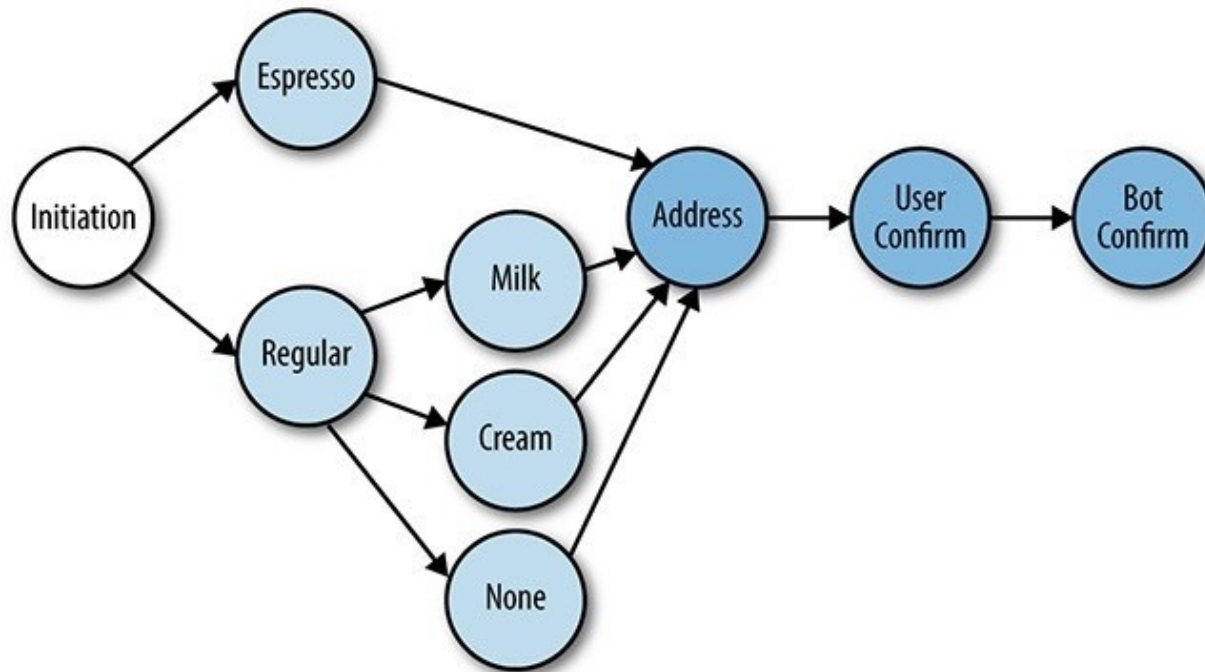 Espresso
Initiation
Address
User
Confirm
Bot
Confirm
Milk
Regular
Cream
None